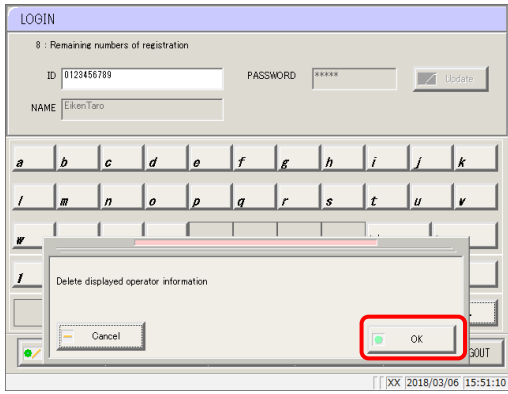 LOGIN
8 : Remaining numbers of registration
ID 0123456789 PASSWORD *****
Update
NAME EikenTaro
a b c d e f g h i j k
l m n o p q r s t u v
w
1
Delete displayed operator information
Cancel OK
GOUT
XX 2018/03/06 15:51:10